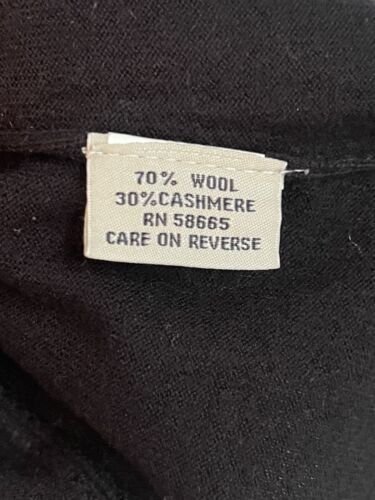 70% WOOL
30%CASHMERE
RN 58665
CARE ON REVERSE